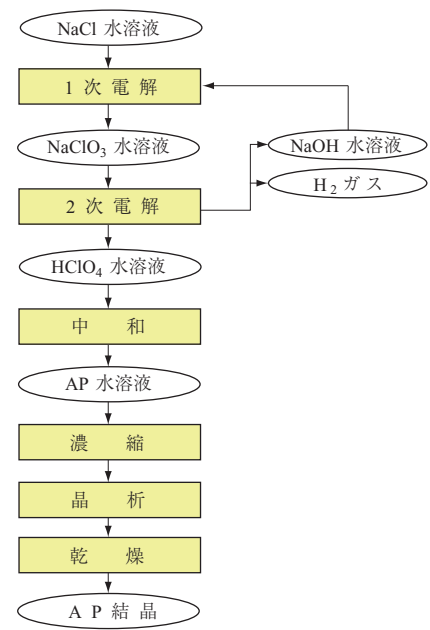 NaCl 水溶液
1 次 電 解
NaClO₃ 水溶液
NaOH 水溶液
H₂ ガ ス
2 次 電 解
HClO₄ 水溶液
中 和
AP 水溶液
濃 縮
晶 析
乾 燥
A P 結 晶